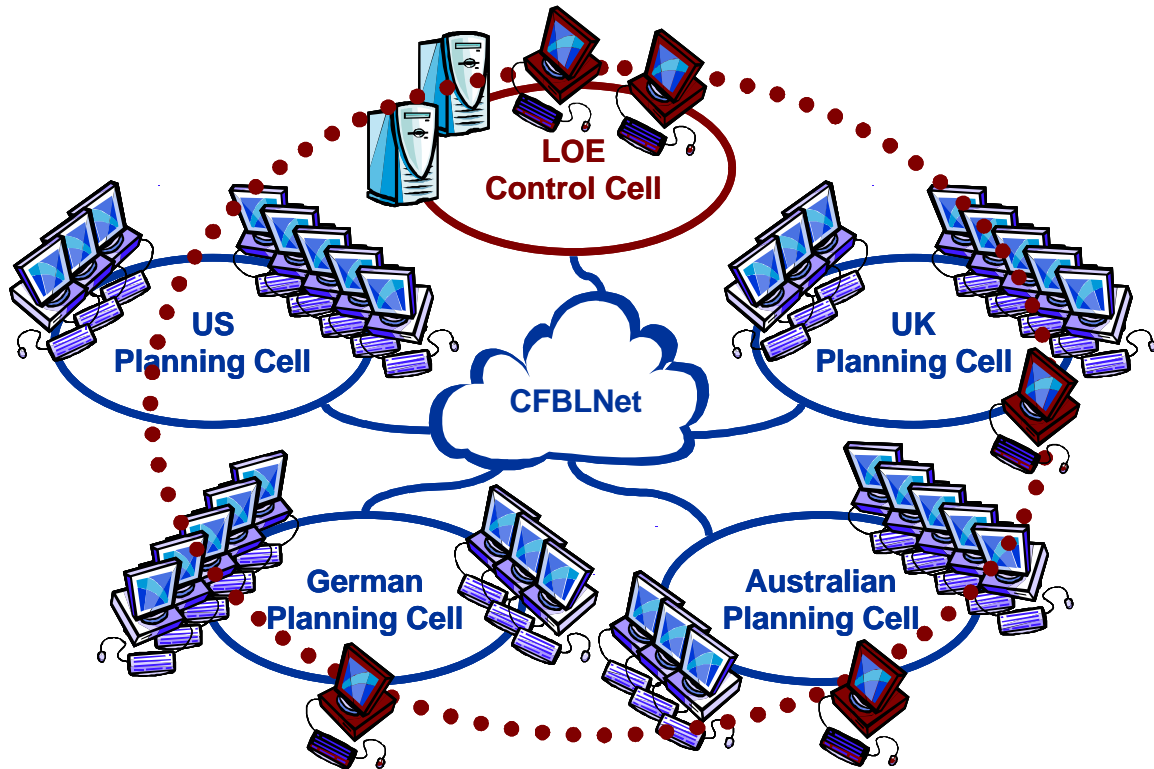 LOE
Control Cell
US
Planning Cell
UK
Planning Cell
CFBLNet
German
Planning Cell
Australian
Planning Cell